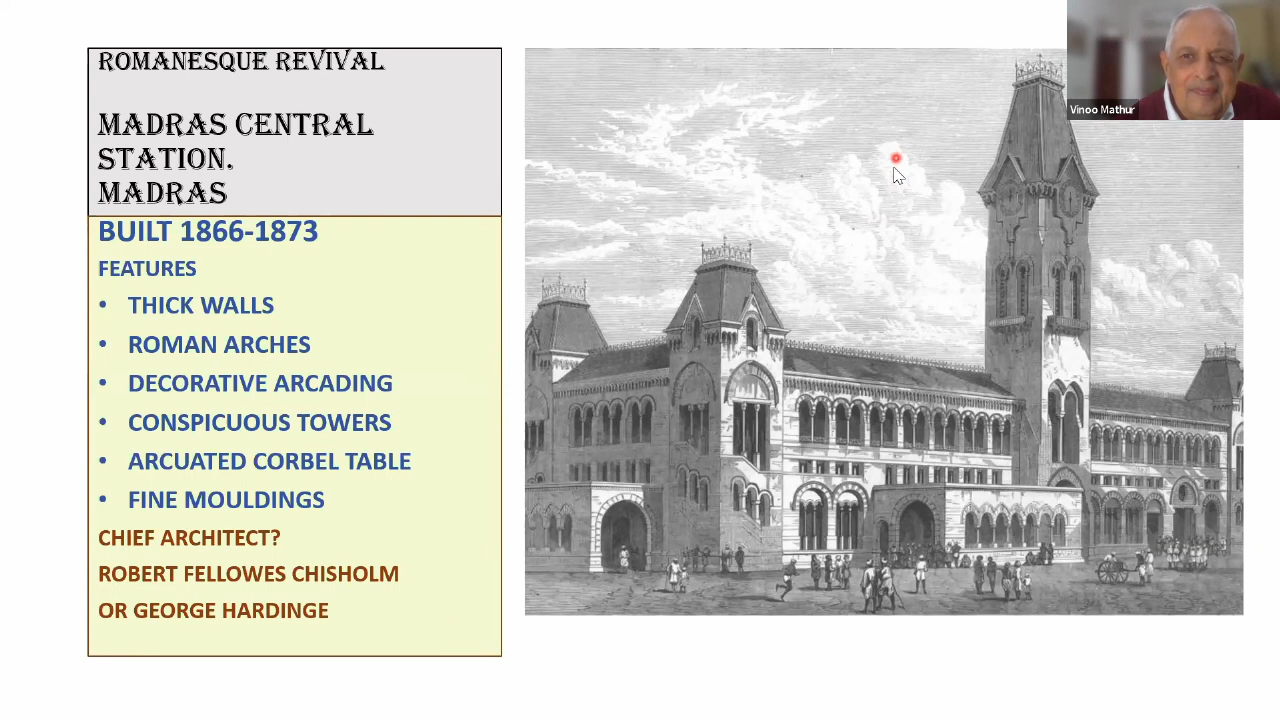 ROMANESQUE REVIVAL
MADRAS CENTRAL
STATION.
MADRAS
BUILT 1866-1873
FEATURES
• THICK WALLS
• ROMAN ARCHES
• DECORATIVE ARCADING
• CONSPICUOUS TOWERS
• ARCUATED CORBEL TABLE
• FINE MOULDINGS
CHIEF ARCHITECT?
ROBERT FELLOWES CHISHOLM
OR GEORGE HARDINGE
Vinoo Mathur